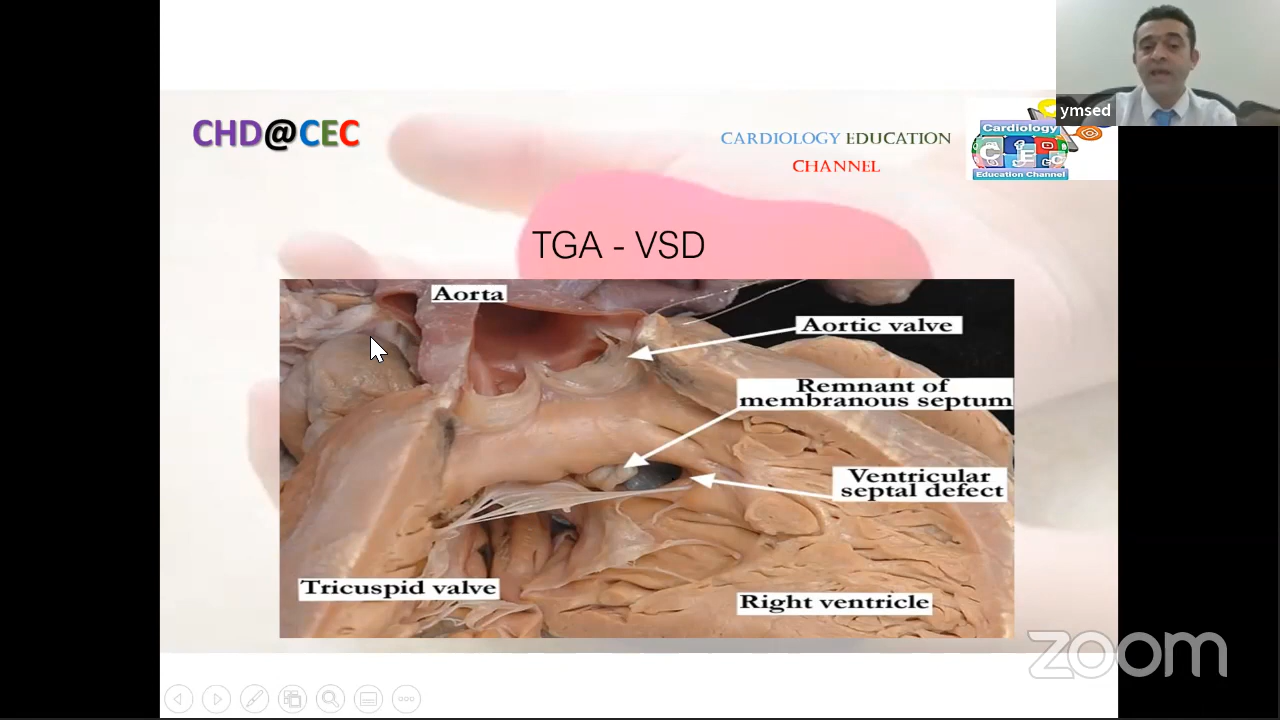 ymsed
CHD@CEC
CARDIOLOGY EDUCATION
CHANNEL
Cardiology
Education Channel
TGA - VSD
Aorta
Aortic valve
Remnant of
membranous septum
Ventricular
septal defect
Tricuspid valve
Right ventricle
zoom